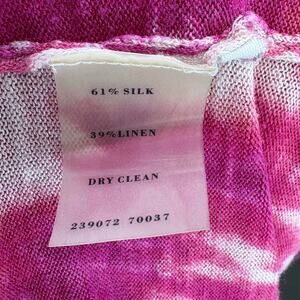 61% SILK
39%LINEN
DRY CLEAN
239072 70037